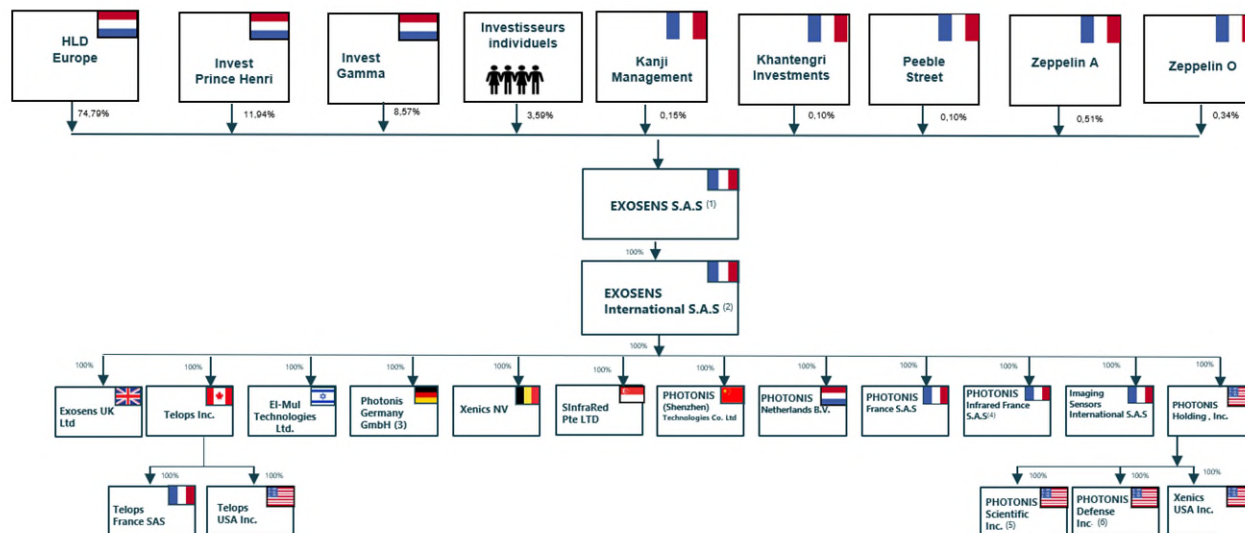 HLD
Europe
Invest
Prince Henri
Invest
Gamma
Investisseurs
individuels
Kanji
Management
Khantengri
Investments
Peeble
Street
Zeppelin A
Zeppelin O
74,79%
11,94%
8,57%
3,59%
0,15%
0,10%
0,10%
0,51%
0,34%
EXOSENS S.A.S (1)
100%
EXOSENS
International S.A.S (2)
100%
100%
100%
100%
100%
100%
100%
100%
100%
100%
100%
100%
100%
Exosens UK
Ltd
Telops Inc.
El-Mul
Technologies
Ltd.
Photonis
Germany
GmbH (3)
Xenics NV
SInfraRed
Pte LTD
PHOTONIS
(Shenzhen)
Technologies Co. Ltd
PHOTONIS
Netherlands B.V.
PHOTONIS
France S.A.S
PHOTONIS
Infrared France
S.A.S(4)
Imaging
Sensors
International S.A.S
PHOTONIS
Holding , Inc.
100%
100%
100%
100%
100%
Telops
France SAS
Telops
USA Inc.
PHOTONIS
Scientific
Inc. (5)
PHOTONIS
Defense
Inc. (6)
Xenics
USA Inc.